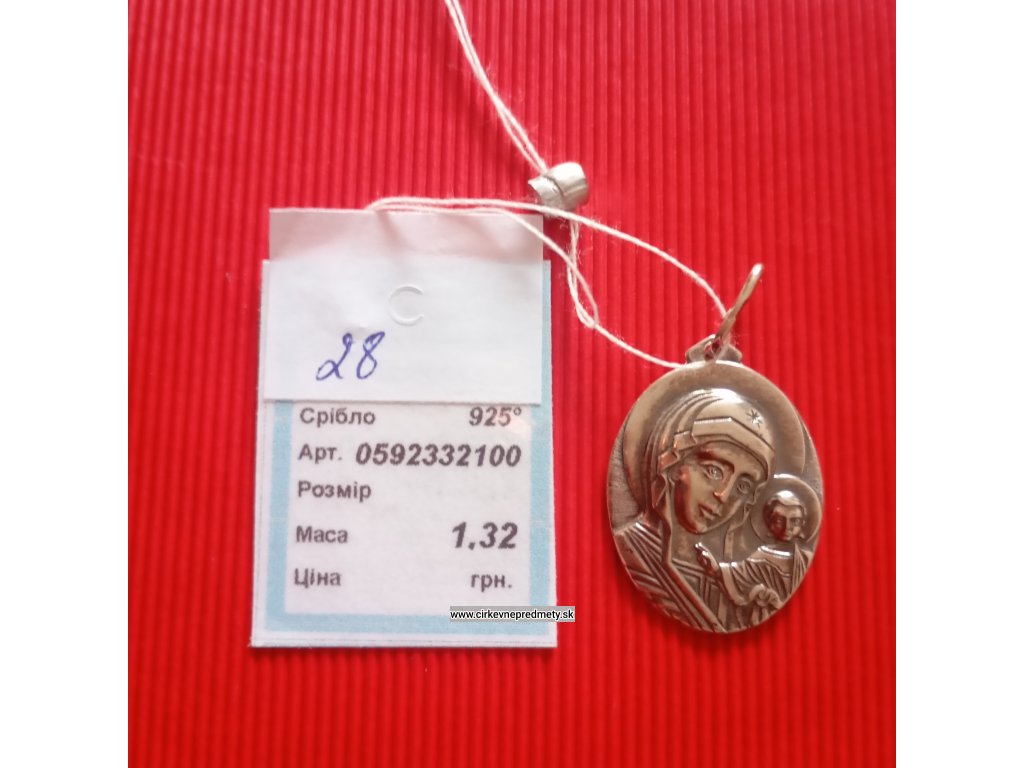 28
Срібло 925°
Арт. 0592332100
Розмір
Маса 1,32
Ціна грн.
www.cirkevnepredmety.sk